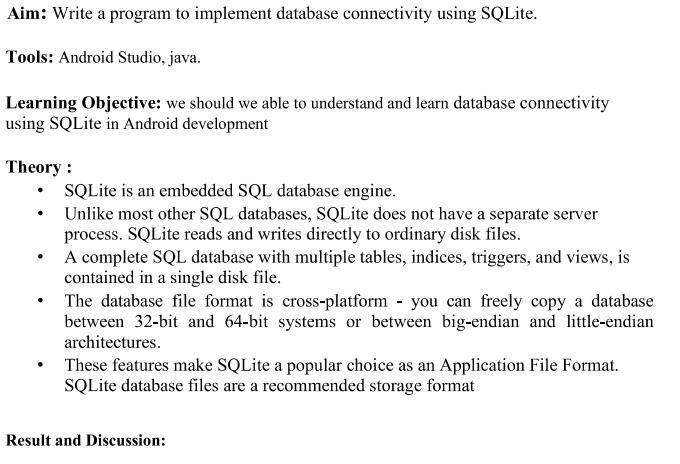 Aim: Write a program to implement database connectivity using SQLite.
Tools: Android Studio, java.
Learning Objective: we should we able to understand and learn database connectivity
using SQLite in Android development
Theory :
• SQLite is an embedded SQL database engine.
• Unlike most other SQL databases, SQLite does not have a separate server
process. SQLite reads and writes directly to ordinary disk files.
• A complete SQL database with multiple tables, indices, triggers, and views, is
contained in a single disk file.
• The database file format is cross-platform - you can freely copy a database
between 32-bit and 64-bit systems or between big-endian and little-endian
architectures.
• These features make SQLite a popular choice as an Application File Format.
SQLite database files are a recommended storage format
Result and Discussion: